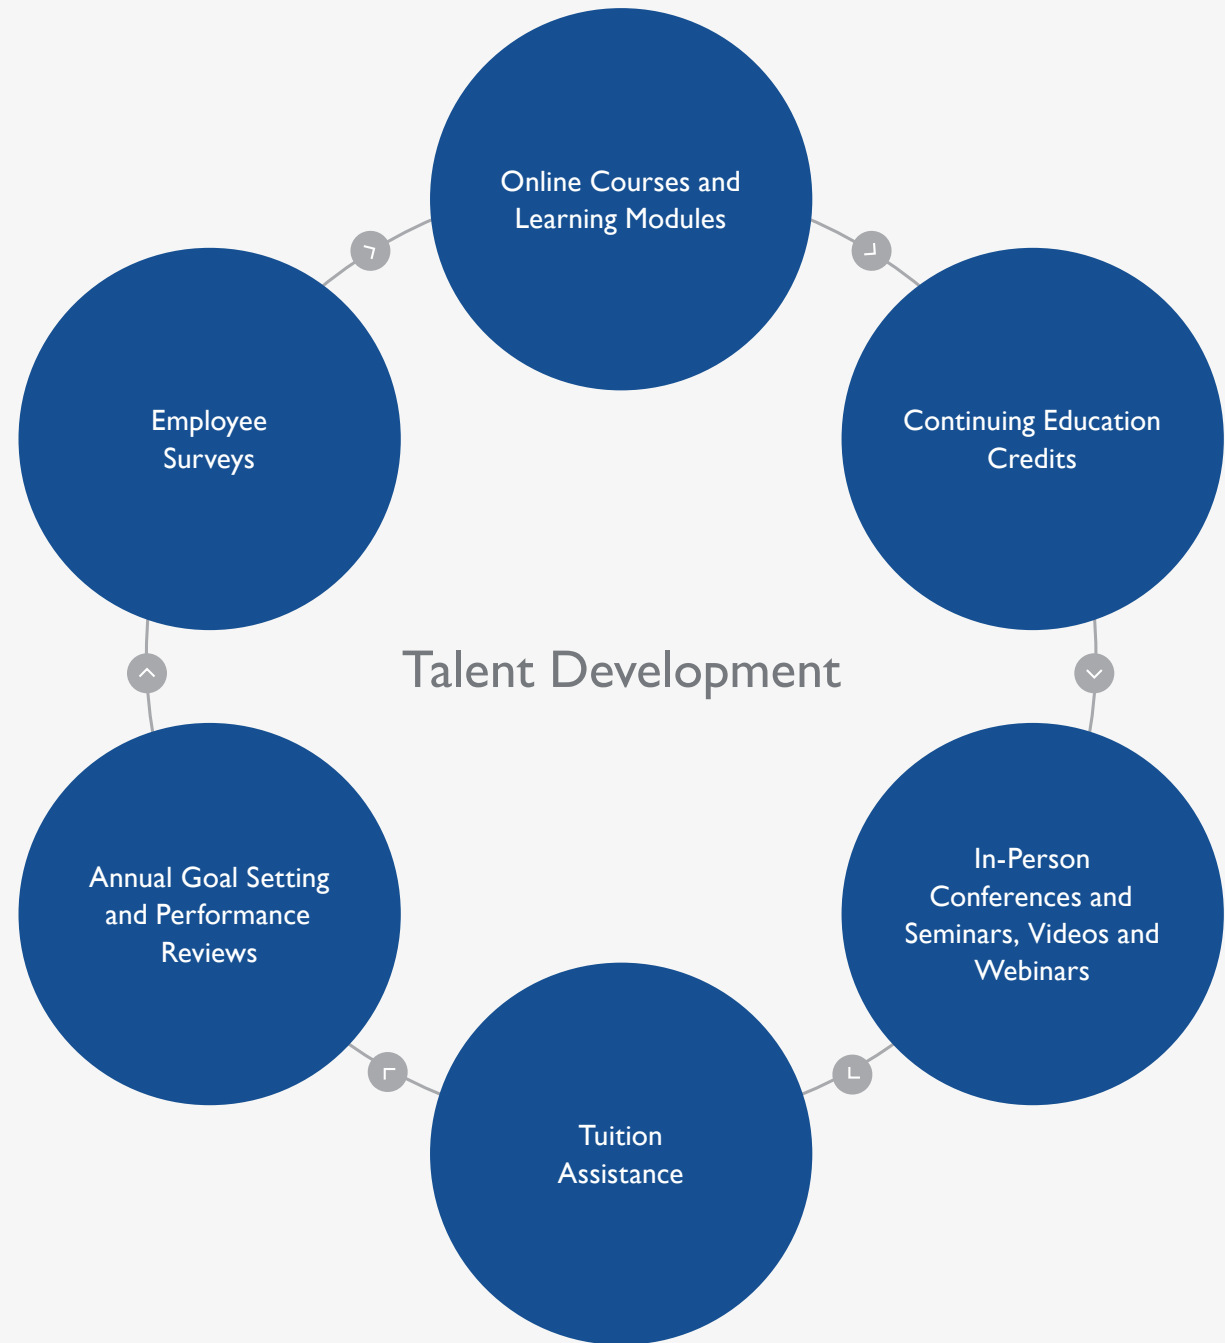 Online Courses and
Learning Modules
Continuing Education
Credits
In-Person
Conferences and
Seminars, Videos and
Webinars
Tuition
Assistance
Annual Goal Setting
and Performance
Reviews
Employee
Surveys
Talent Development